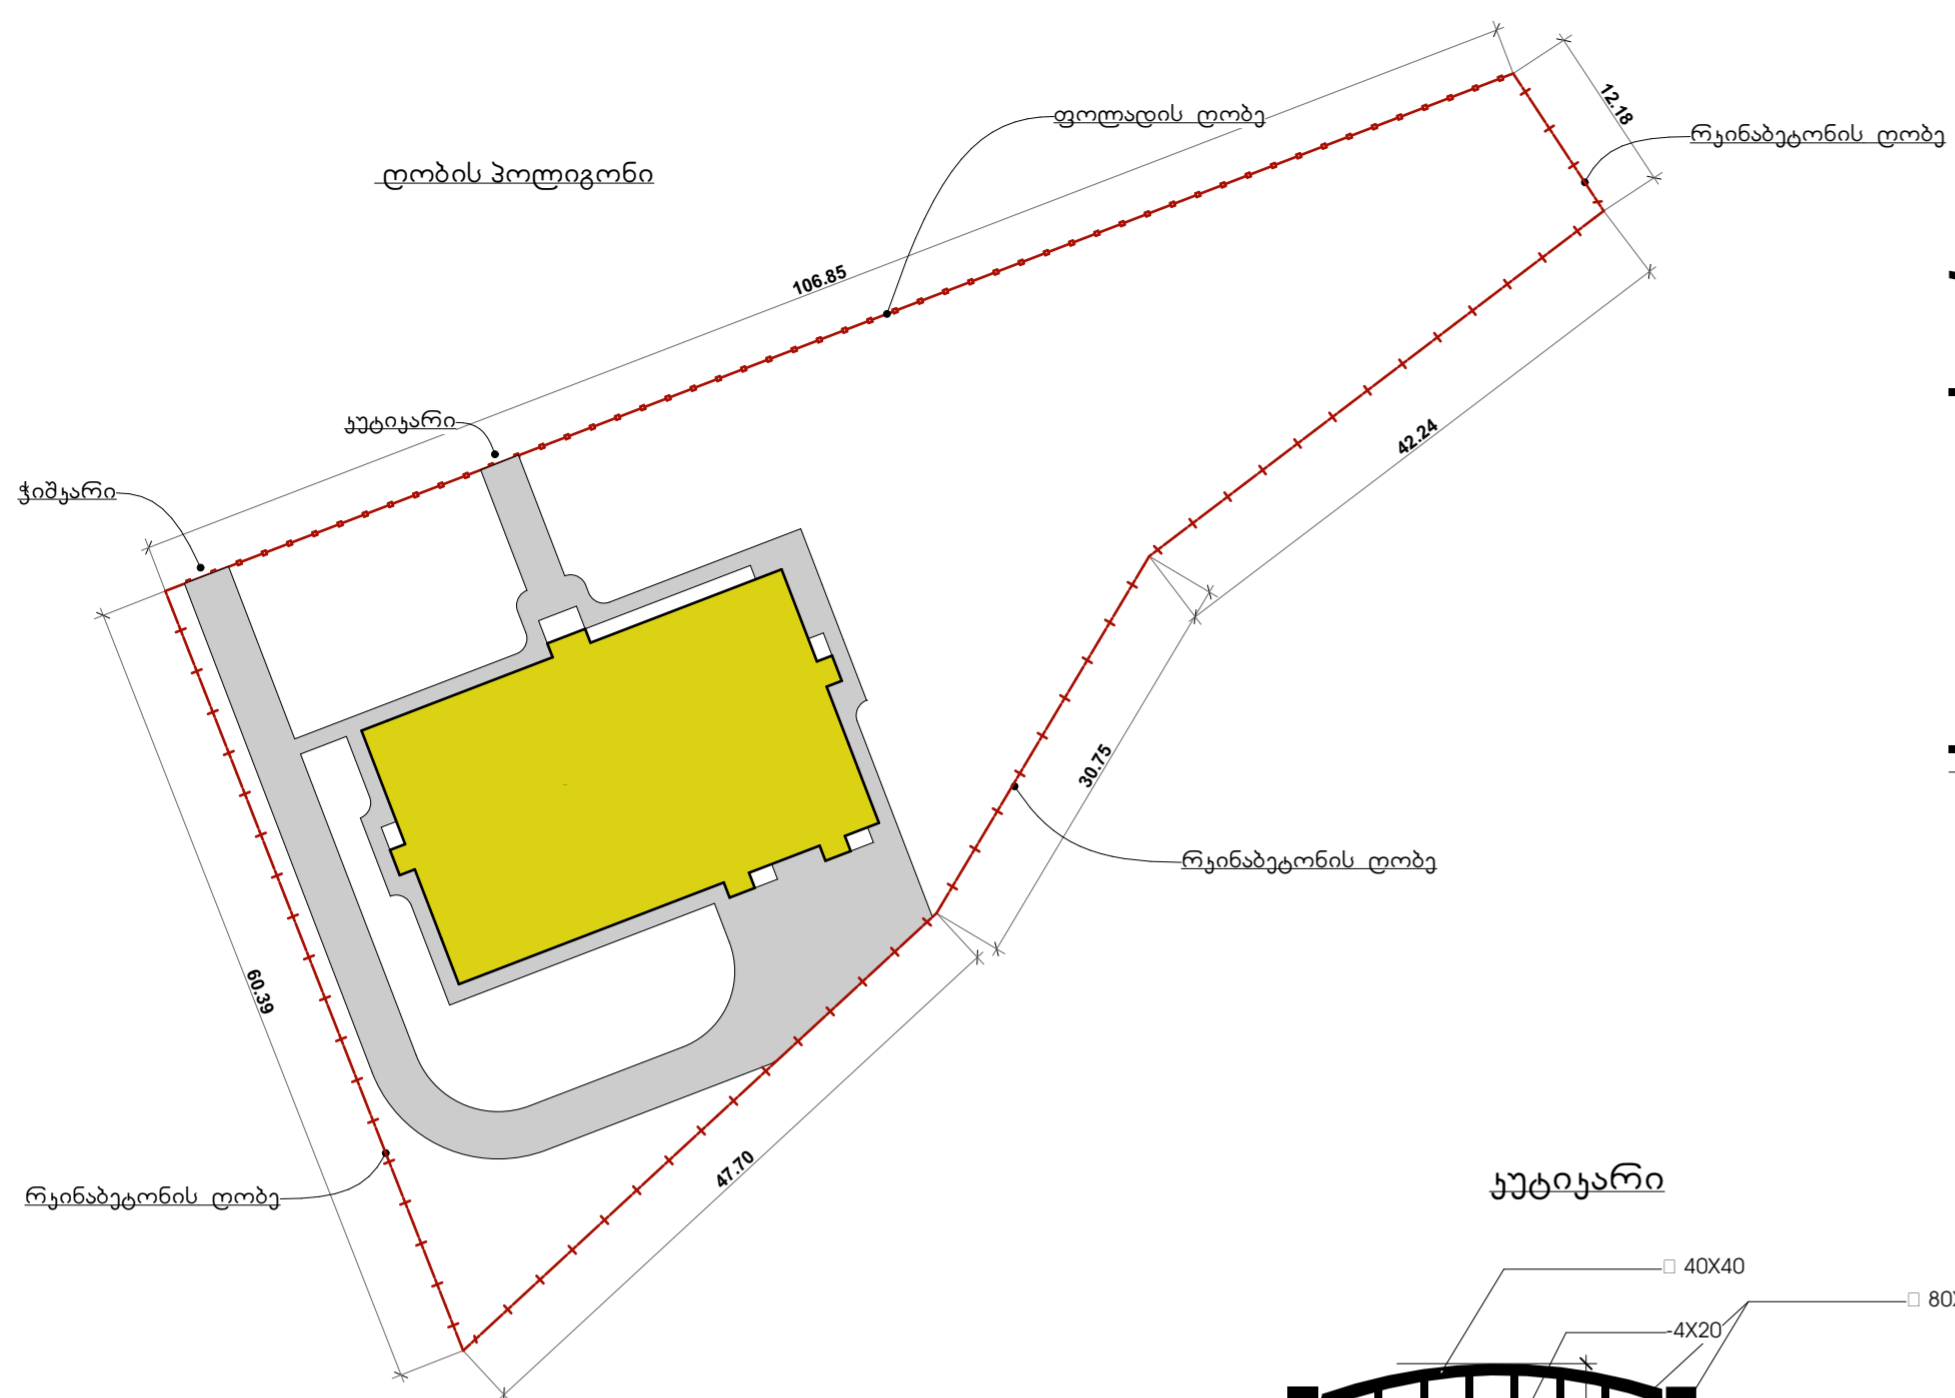 ფოლადის ღობე
12.18
რკინაბეტონის ღობე
ღობის პოლიგონი
106.85
კუტიკარი
42.24
ჭიშკარი
30.75
რკინაბეტონის ღობე
60.39
47.70
რკინაბეტონის ღობე
კუტიკარი
40X40
-4X20